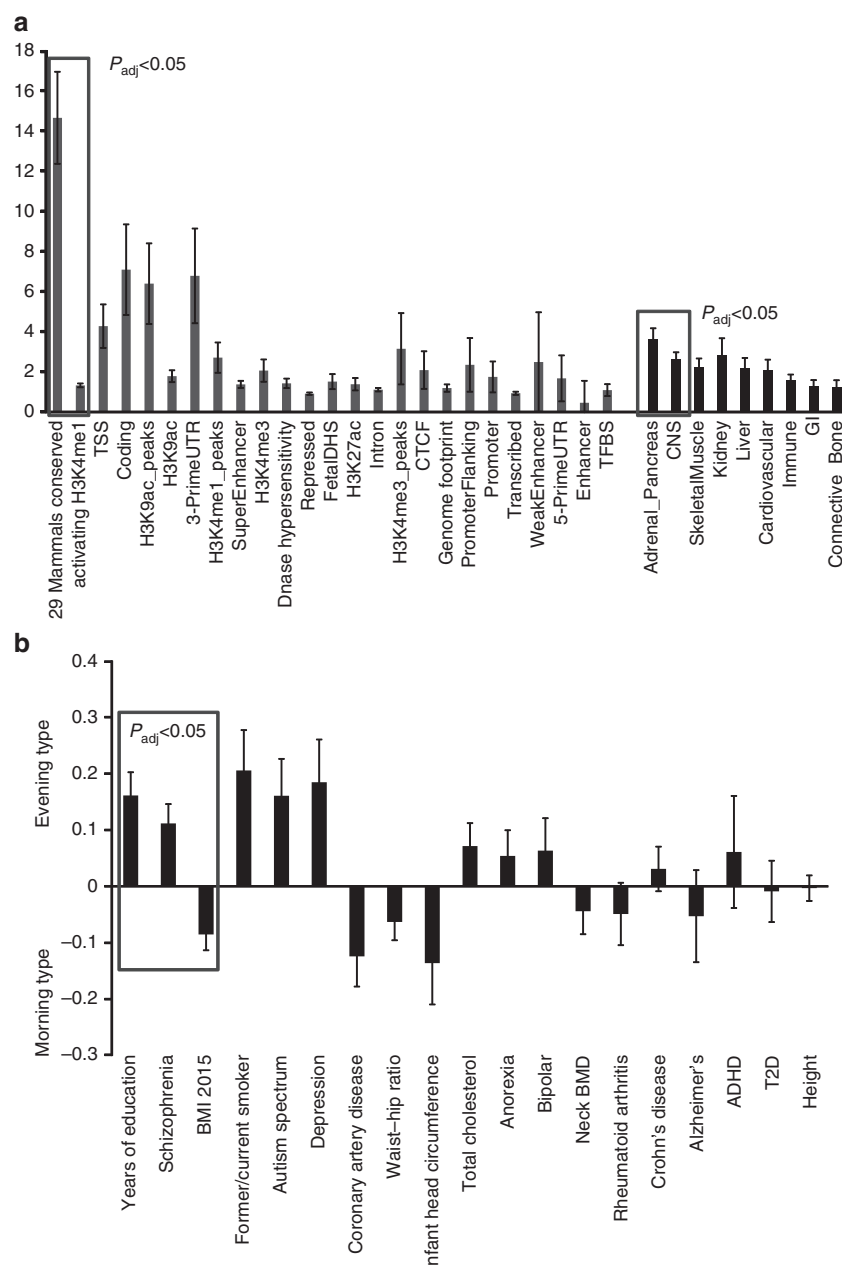 a
18
16
14
12
10
8
6
4
2
0
Padj<0.05
Padj<0.05
29 Mammals conserved
activating H3K4me1
TSS
Coding
H3K9ac_peaks
H3K9ac
3-PrimeUTR
H3K4me1_peaks
SuperEnhancer
H3K4me3
Dnase hypersensitivity
Repressed
FetalDHS
H3K27ac
Intron
H3K4me3_peaks
CTCF
Genome footprint
PromoterFlanking
Promoter
Transcribed
WeakEnhancer
5-PrimeUTR
Enhancer
TFBS
Adrenal_Pancreas
CNS
SkeletalMuscle
Kidney
Liver
Cardiovascular
Immune
GI
Connective_Bone
b
Evening type
Morning type
0.4
0.3
0.2
0.1
0
–0.1
–0.2
–0.3
Padj<0.05
Years of education
Schizophrenia
BMI 2015
Former/current smoker
Autism spectrum
Depression
Coronary artery disease
Waist–hip ratio
nfant head circumference
Total cholesterol
Anorexia
Bipolar
Neck BMD
Rheumatoid arthritis
Crohn's disease
Alzheimer's
ADHD
T2D
Height